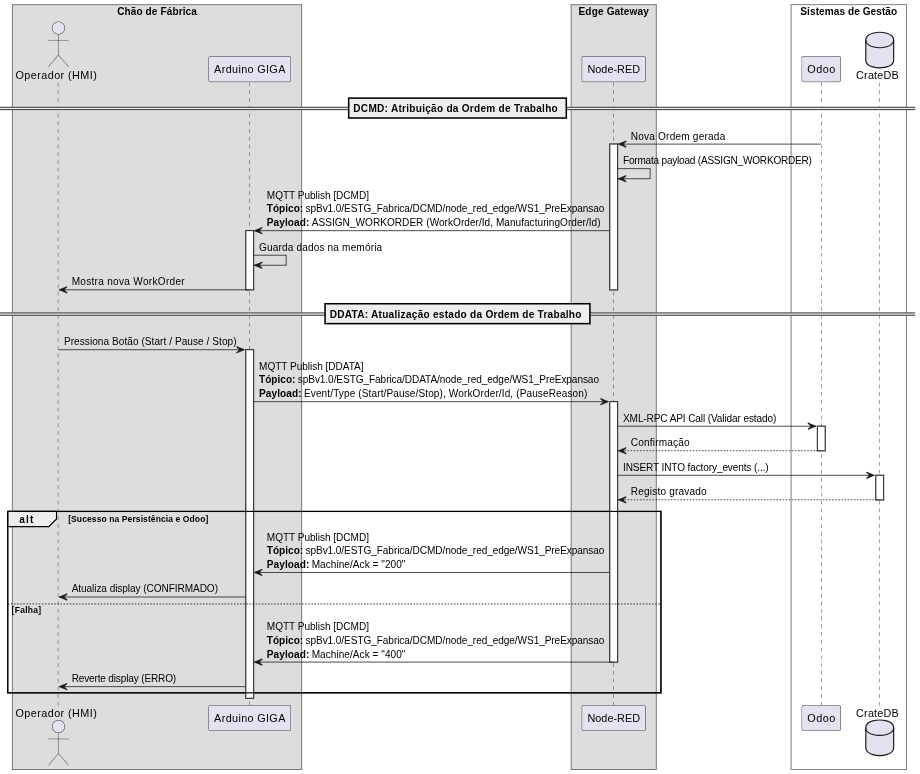 Chão de Fábrica
Edge Gateway
Sistemas de Gestão
Operador (HMI)
Arduino GIGA
Node-RED
Odoo
CrateDB
DCMD: Atribuição da Ordem de Trabalho
Nova Ordem gerada
Formata payload (ASSIGN_WORKORDER)
MQTT Publish [DCMD]
Tópico: spBv1.0/ESTG_Fabrica/DCMD/node_red_edge/WS1_PreExpansao
Payload: ASSIGN_WORKORDER (WorkOrder/Id, ManufacturingOrder/Id)
Guarda dados na memória
Mostra nova WorkOrder
DDATA: Atualização estado da Ordem de Trabalho
Pressiona Botão (Start / Pause / Stop)
MQTT Publish [DDATA]
Tópico: spBv1.0/ESTG_Fabrica/DDATA/node_red_edge/WS1_PreExpansao
Payload: Event/Type (Start/Pause/Stop), WorkOrder/Id, (PauseReason)
XML-RPC API Call (Validar estado)
Confirmação
INSERT INTO factory_events (...)
Registo gravado
alt
[Sucesso na Persistência e Odoo]
MQTT Publish [DCMD]
Tópico: spBv1.0/ESTG_Fabrica/DCMD/node_red_edge/WS1_PreExpansao
Payload: Machine/Ack = "200"
Atualiza display (CONFIRMADO)
[Falha]
MQTT Publish [DCMD]
Tópico: spBv1.0/ESTG_Fabrica/DCMD/node_red_edge/WS1_PreExpansao
Payload: Machine/Ack = "400"
Reverte display (ERRO)
Operador (HMI)
Arduino GIGA
Node-RED
Odoo
CrateDB